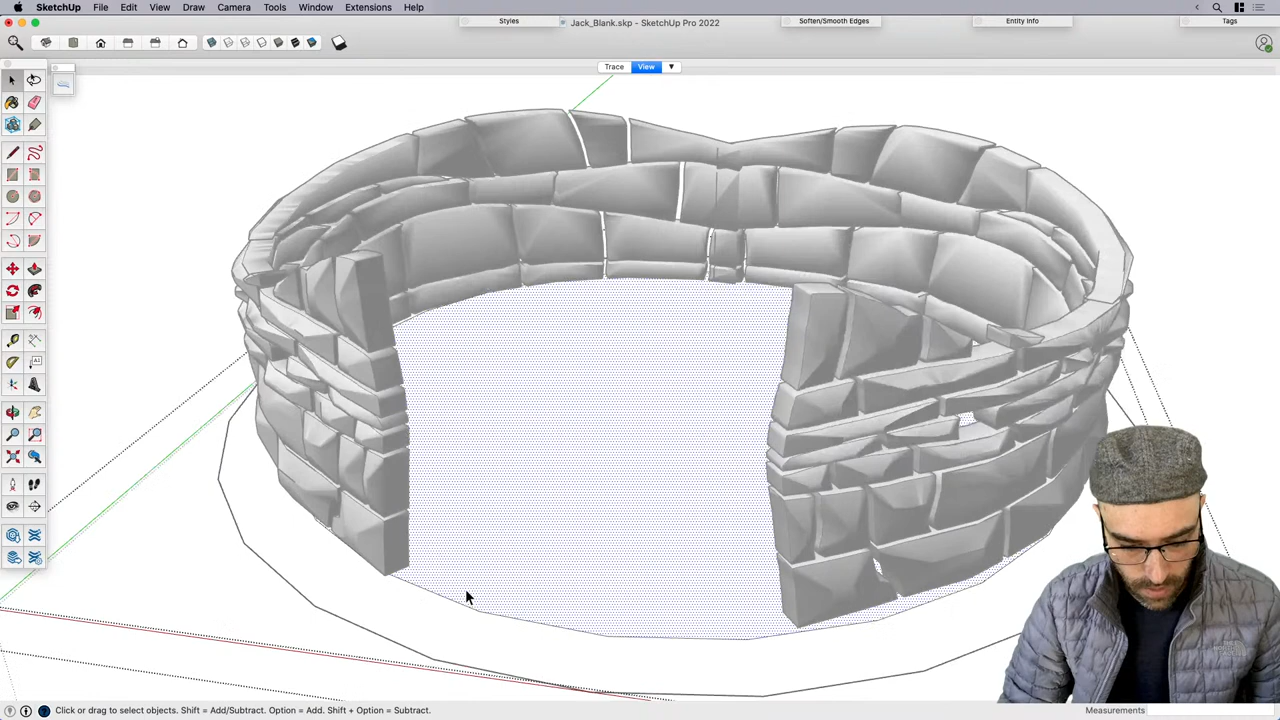 SketchUp File Edit View Draw Camera Tools Window Extensions Help
Styles
Jack_Blank.skp - SketchUp Pro 2022
Soften/Smooth Edges
Entity Info
Tags
Trace View
Click or drag to select objects. Shift = Add/Subtract. Option = Add. Shift + Option = Subtract.
Measurements